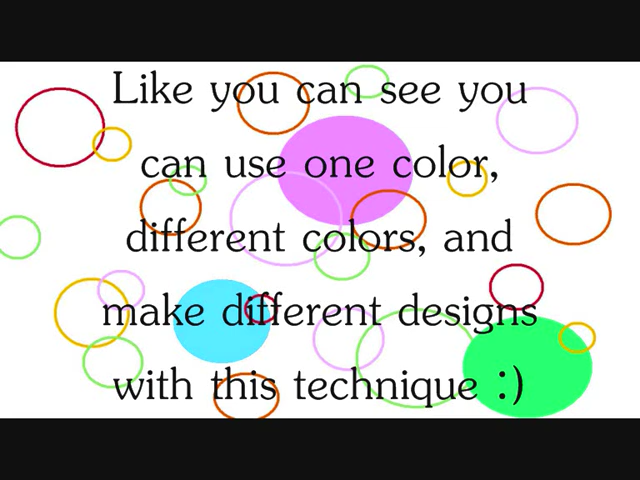 Like you can see you
can use one color,
different colors, and
make different designs
with this technique :)